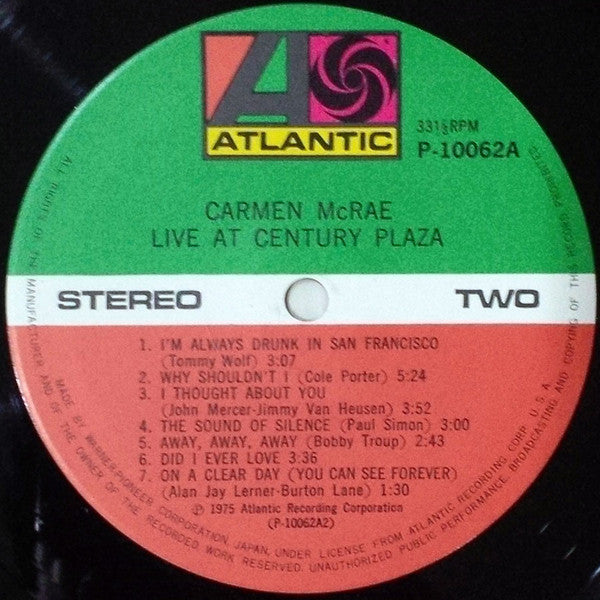 ATLANTIC
33⅓RPM
P-10062A
CARMEN McRAE
LIVE AT CENTURY PLAZA
STEREO TWO
1. I'M ALWAYS DRUNK IN SAN FRANCISCO
(Tommy Wolf) 3:07
2. WHY SHOULDN'T I (Cole Porter) 5:24
3. I THOUGHT ABOUT YOU
(John Mercer-Jimmy Van Heusen) 3:52
4. THE SOUND OF SILENCE (Paul Simon) 3:00
5. AWAY, AWAY, AWAY (Bobby Troup) 2:43
6. DID I EVER LOVE 3:36
7. ON A CLEAR DAY (YOU CAN SEE FOREVER)
(Alan Jay Lerner-Burton Lane) 1:30
℗ 1975 Atlantic Recording Corporation
(P-10062A2)
MADE BY WARNER-PIONEER CORPORATION, JAPAN, UNDER LICENSE FROM ATLANTIC RECORDING CORP. U.S.A.
ALL RIGHTS OF THE MANUFACTURER AND OF THE OWNER OF THE RECORDED WORK RESERVED. UNAUTHORIZED PUBLIC PERFORMANCE, BROADCASTING AND COPYING OF THE RECORD PROHIBITED